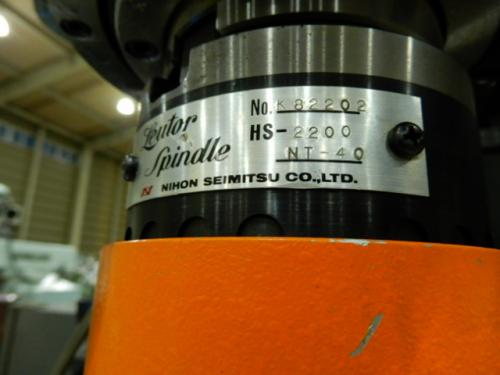 Leutor
Spindle
No. K82202
HS-2200
NT-40
NIHON SEIMITSU CO.,LTD.